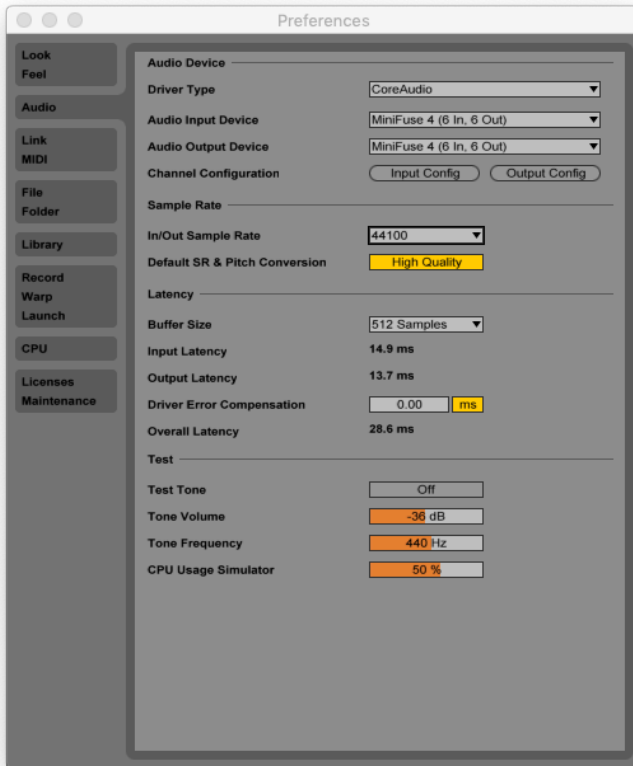 Preferences
Look
Feel
Audio
Link
MIDI
File
Folder
Library
Record
Warp
Launch
CPU
Licenses
Maintenance
Audio Device
Driver Type CoreAudio
Audio Input Device MiniFuse 4 (6 In, 6 Out)
Audio Output Device MiniFuse 4 (6 In, 6 Out)
Channel Configuration Input Config Output Config
Sample Rate
In/Out Sample Rate 44100
Default SR & Pitch Conversion High Quality
Latency
Buffer Size 512 Samples
Input Latency 14.9 ms
Output Latency 13.7 ms
Driver Error Compensation 0.00 ms
Overall Latency 28.6 ms
Test
Test Tone Off
Tone Volume -36 dB
Tone Frequency 440 Hz
CPU Usage Simulator 50 %